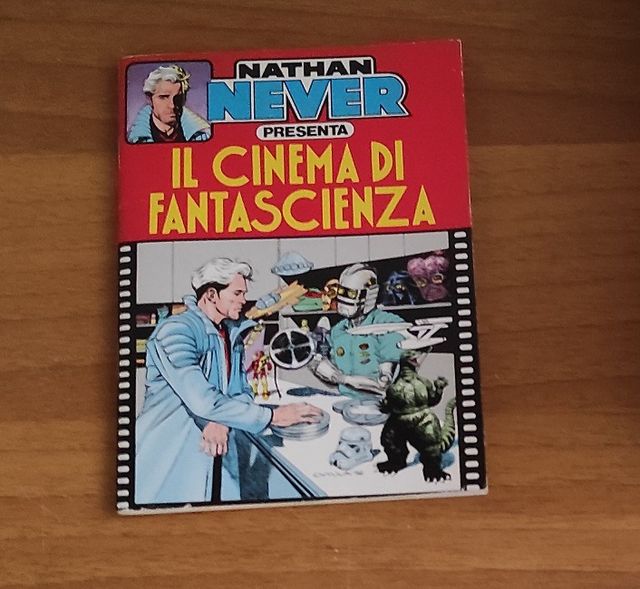 NATHAN
NEVER
PRESENTA
IL CINEMA DI
FANTASCIENZA